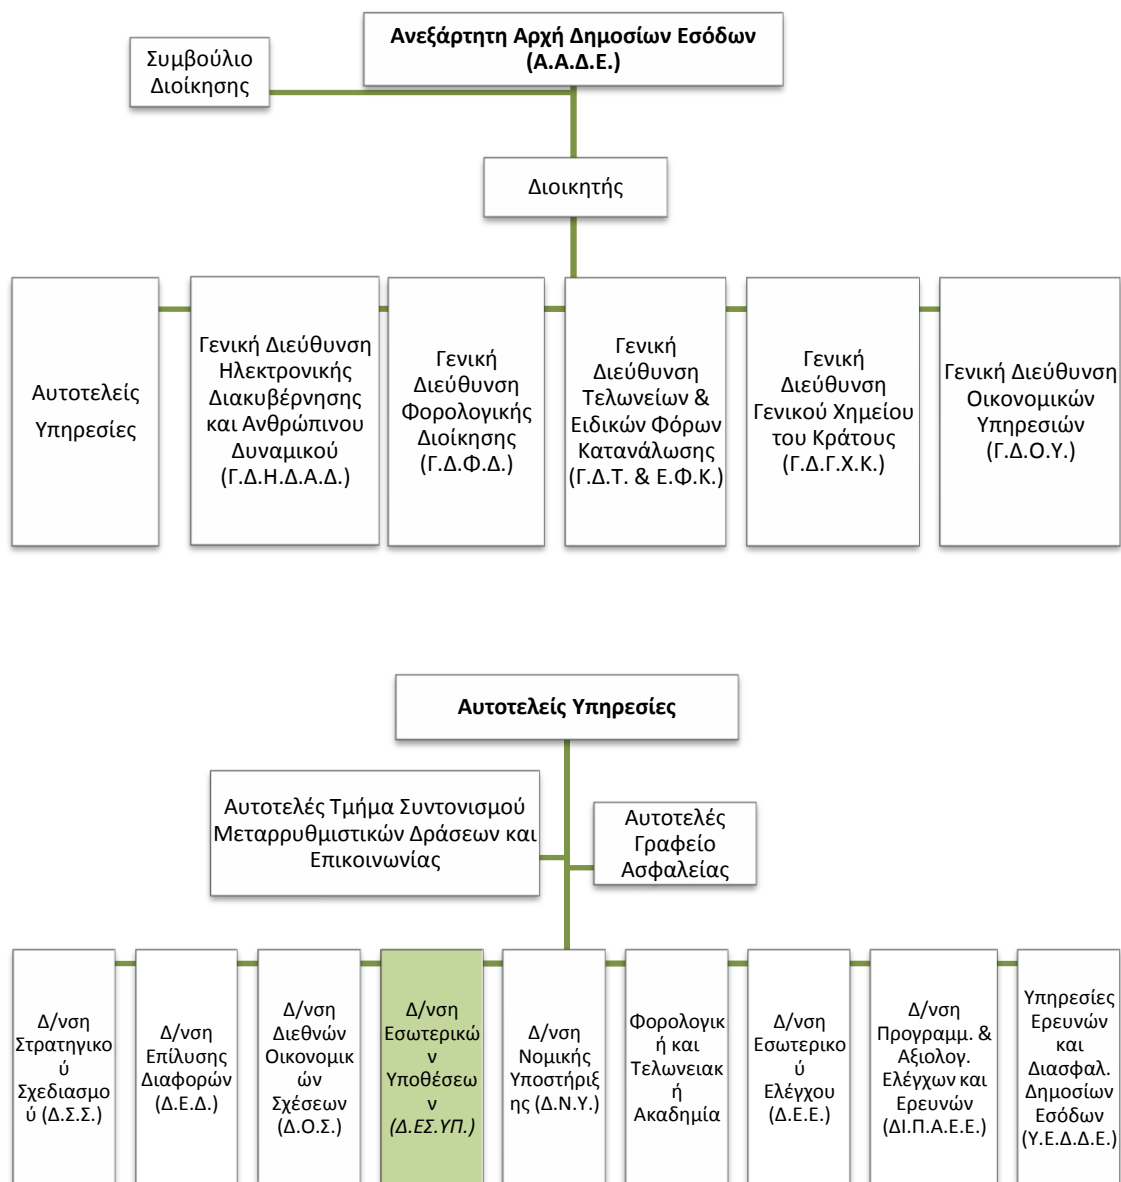 Ανεξάρτητη Αρχή Δημοσίων Εσόδων
(Α.Α.Δ.Ε.)
Συμβούλιο
Διοίκησης
Διοικητής
Αυτοτελείς
Υπηρεσίες
Γενική Διεύθυνση
Ηλεκτρονικής
Διακυβέρνησης
και Ανθρώπινου
Δυναμικού
(Γ.Δ.Η.Δ.Α.Δ.)
Γενική
Διεύθυνση
Φορολογικής
Διοίκησης
(Γ.Δ.Φ.Δ.)
Γενική
Διεύθυνση
Τελωνείων &
Ειδικών Φόρων
Κατανάλωσης
(Γ.Δ.Τ. & Ε.Φ.Κ.)
Γενική
Διεύθυνση
Γενικού Χημείου
του Κράτους
(Γ.Δ.Γ.Χ.Κ.)
Γενική Διεύθυνση
Οικονομικών
Υπηρεσιών
(Γ.Δ.Ο.Υ.)
Αυτοτελείς Υπηρεσίες
Αυτοτελές Τμήμα Συντονισμού
Μεταρρυθμιστικών Δράσεων και
Επικοινωνίας
Αυτοτελές
Γραφείο
Ασφαλείας
Δ/νση
Στρατηγικο
ύ
Σχεδιασμο
ύ (Δ.Σ.Σ.)
Δ/νση
Επίλυσης
Διαφορών
(Δ.Ε.Δ.)
Δ/νση
Διεθνών
Οικονομικ
ών
Σχέσεων
(Δ.Ο.Σ.)
Δ/νση
Εσωτερικώ
ν
Υποθέσεω
ν
(Δ.ΕΣ.ΥΠ.)
Δ/νση
Νομικής
Υποστήριξ
ης (Δ.Ν.Υ.)
Φορολογικ
ή και
Τελωνειακ
ή
Ακαδημία
Δ/νση
Εσωτερικο
ύ
Ελέγχου
(Δ.Ε.Ε.)
Δ/νση
Προγραμμ. &
Αξιολογ.
Ελέγχων και
Ερευνών
(ΔΙ.Π.Α.Ε.Ε.)
Υπηρεσίες
Ερευνών
και
Διασφαλ.
Δημοσίων
Εσόδων
(Υ.Ε.Δ.Δ.Ε.)